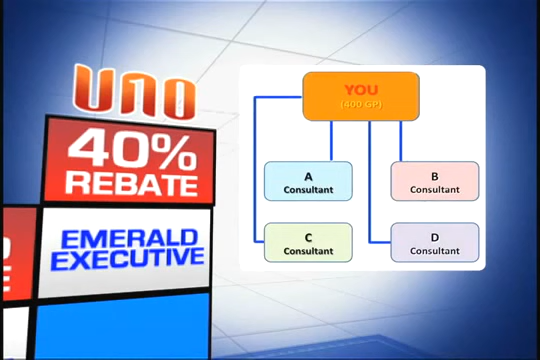 UNO
40%
REBATE
EMERALD
EXECUTIVE
YOU
(400 GP)
A
Consultant
B
Consultant
C
Consultant
D
Consultant